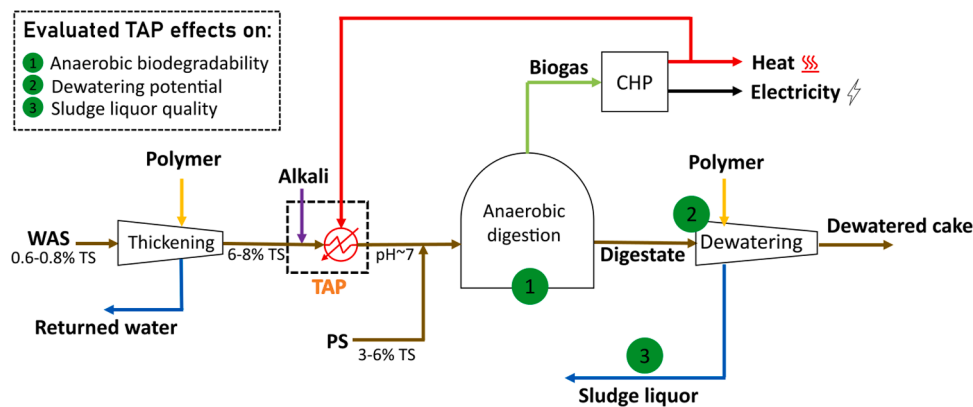 Evaluated TAP effects on:
1 Anaerobic biodegradability
2 Dewatering potential
3 Sludge liquor quality
Biogas
CHP
Heat
Electricity
Polymer
Alkali
Polymer
WAS
0.6-0.8% TS
Thickening
6-8% TS
TAP
pH~7
Anaerobic
digestion
1
Digestate
2
Dewatering
Dewatered cake
Returned water
PS
3-6% TS
3
Sludge liquor